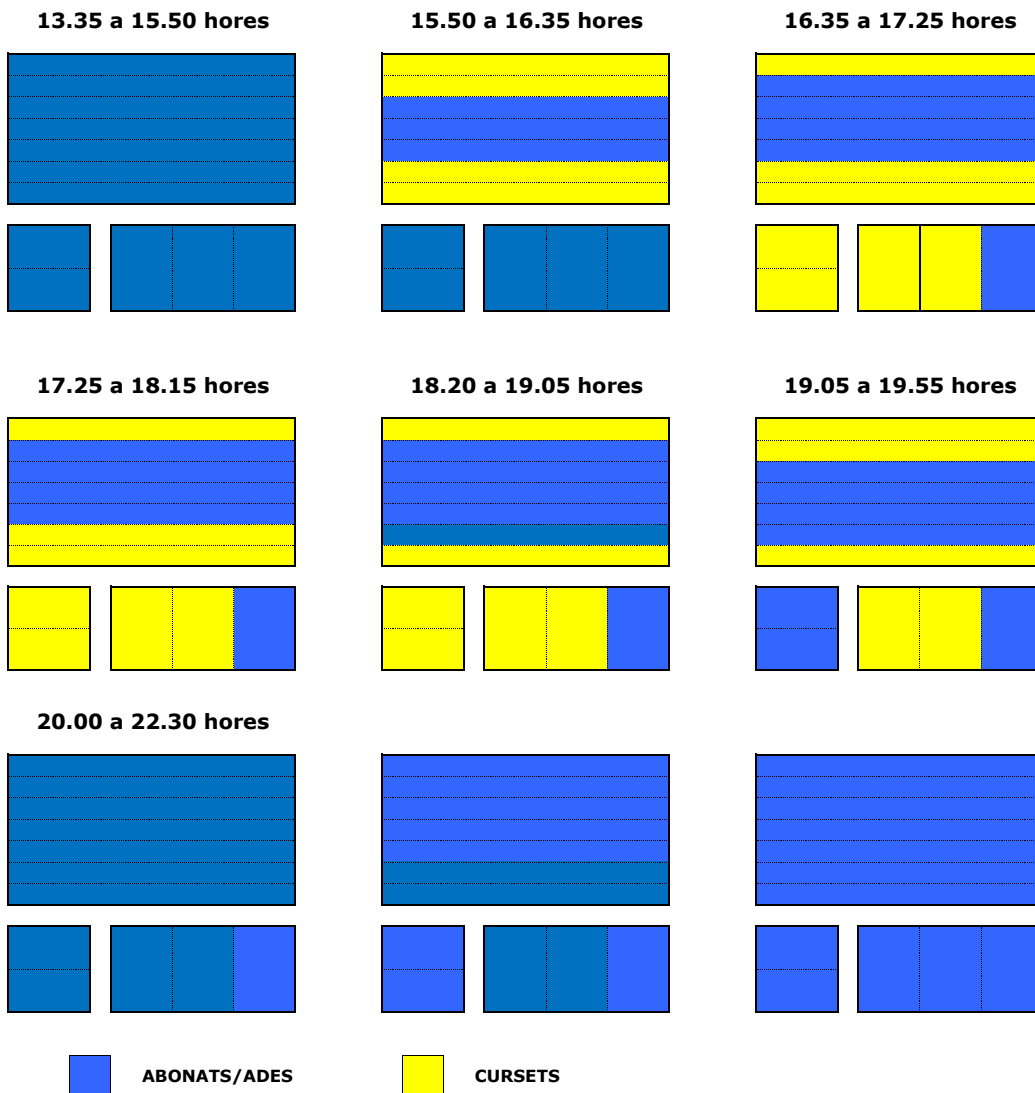 13.35 a 15.50 hores
15.50 a 16.35 hores
16.35 a 17.25 hores
17.25 a 18.15 hores
18.20 a 19.05 hores
19.05 a 19.55 hores
20.00 a 22.30 hores
ABONATS/ADES
CURSETS